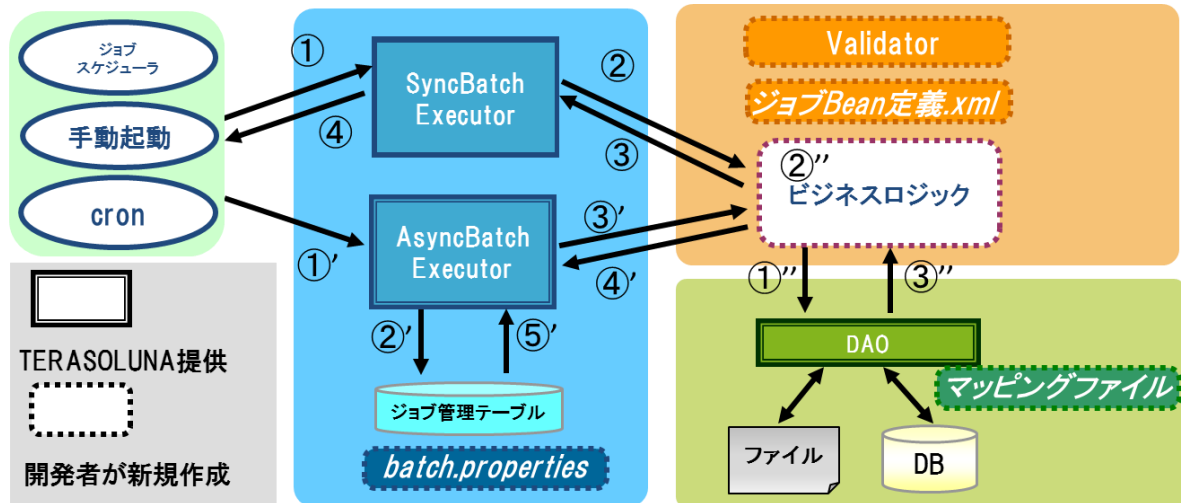 ジョブ
スケジューラ
手動起動
cron
①
④
①’
SyncBatch
Executor
AsyncBatch
Executor
②
③
③’
④’
②’
⑤’
ジョブ管理テーブル
batch.properties
Validator
ジョブBean定義.xml
②’’
ビジネスロジック
①’’
③’’
DAO
マッピングファイル
ファイル
DB
TERASOLUNA提供
開発者が新規作成